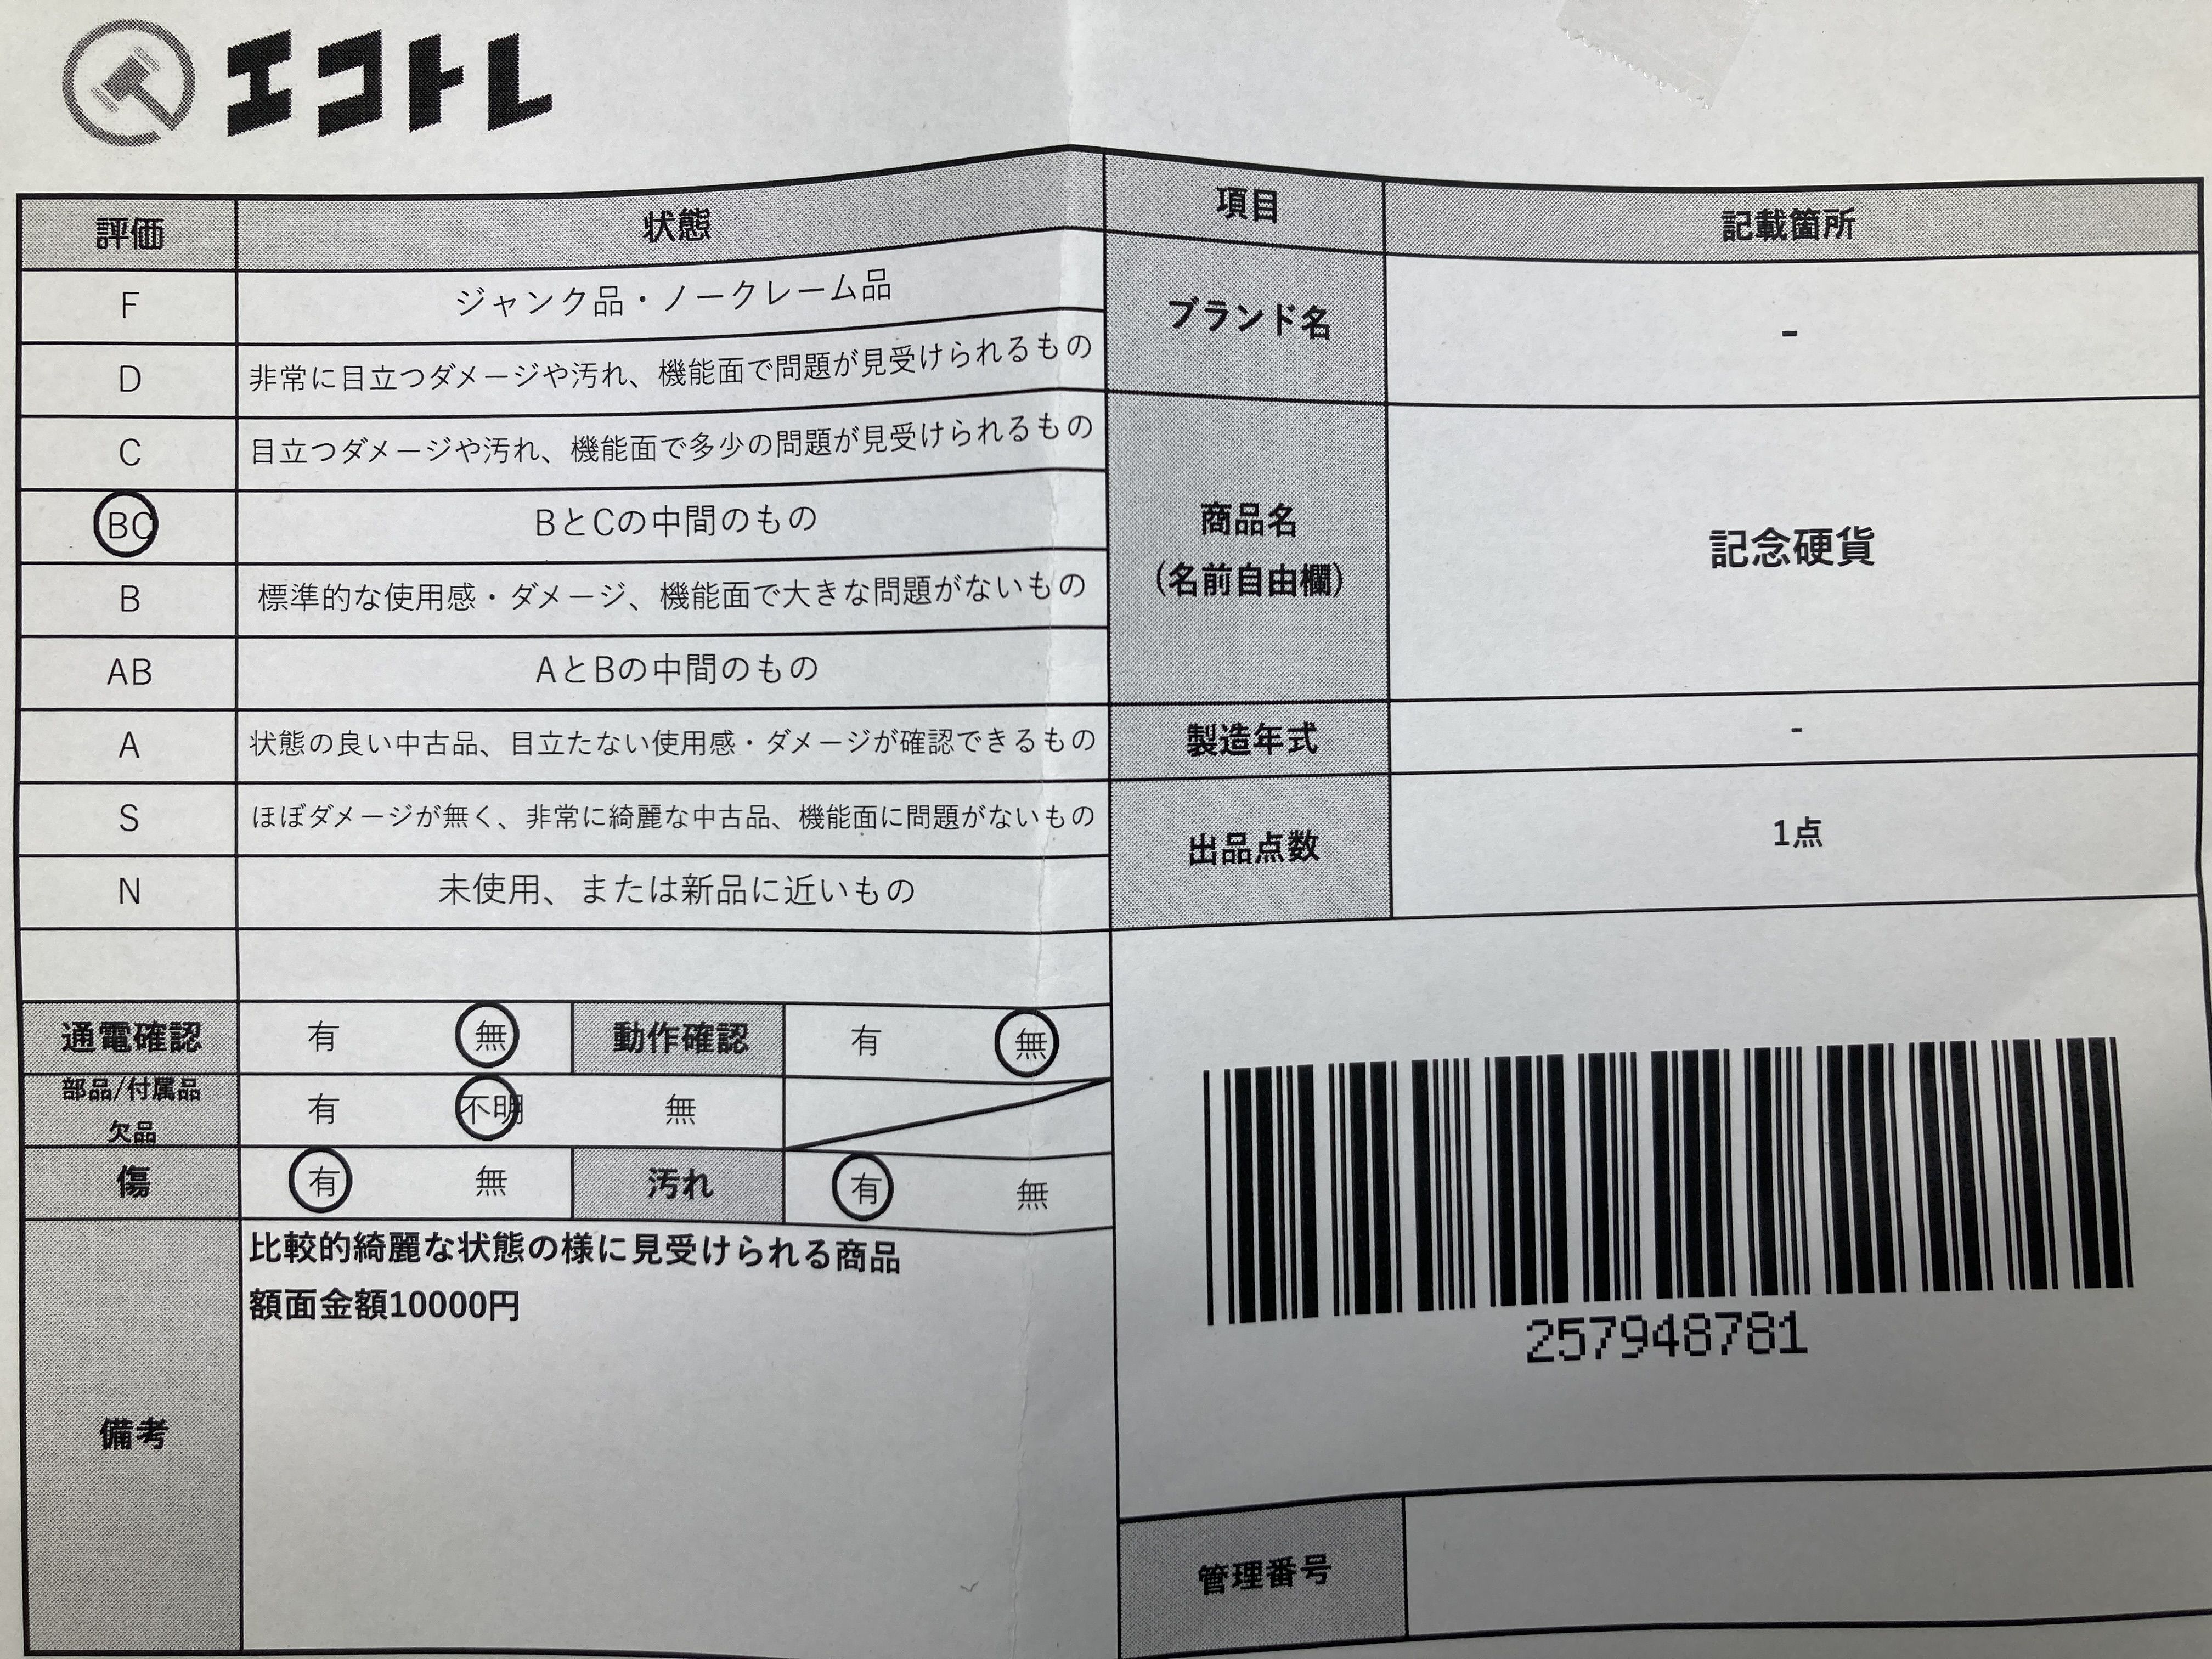 エコトレ
評価 状態
F ジャンク品・ノークレーム品
D 非常に目立つダメージや汚れ、機能面で問題が見受けられるもの
C 目立つダメージや汚れ、機能面で多少の問題が見受けられるもの
BC BとCの中間のもの
B 標準的な使用感・ダメージ、機能面で大きな問題がないもの
AB AとBの中間のもの
A 状態の良い中古品、目立たない使用感・ダメージが確認できるもの
S ほぼダメージが無く、非常に綺麗な中古品、機能面に問題がないもの
N 未使用、または新品に近いもの
通電確認 有 無 動作確認 有 無
部品/付属品
欠品
有 不明 無
傷 有 無 汚れ 有 無
備考
比較的綺麗な状態の様に見受けられる商品
額面金額10000円
項目 記載箇所
ブランド名 -
商品名
(名前自由欄)
記念硬貨
製造年式 -
出品点数 1点
257948781
管理番号